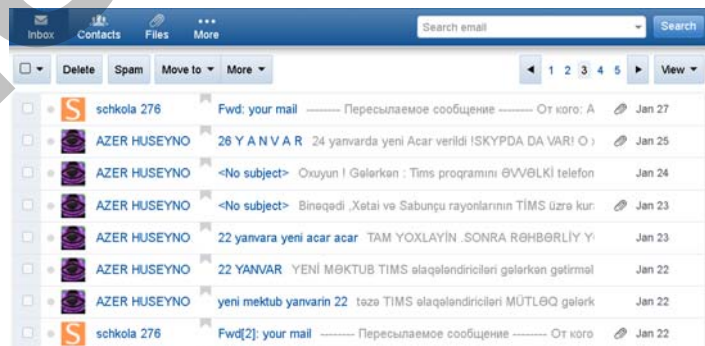 Inbox Contacts Files More Search email Search
Delete Spam Move to More 1 2 3 4 5 View
schkola 276 Fwd: your mail -------- Пересылаемое сообщение -------- От кого: А Jan 27
AZER HUSEYNO 26 Y A N V A R 24 yanvarda yeni Acar verildi !SKYPDA DA VAR! O Jan 25
AZER HUSEYNO <No subject> Oxuyun ! Gələrkən : Tims proqramını ƏVVƏLKİ telefon Jan 24
AZER HUSEYNO <No subject> Binəqədi ,Xətai və Sabunçu rayonlarının TİMS üzrə kur Jan 23
AZER HUSEYNO 22 yanvara yeni acar acar TAM YOXLAYİN .SONRA RƏHBƏRLİY Y Jan 23
AZER HUSEYNO 22 YANVAR YENİ MƏKTUB TIMS əlaqələndiriciləri gələrkən gətirməl Jan 22
AZER HUSEYNO yeni mektub yanvarin 22 təzə TIMS əlaqələndiriciləri MÜTLƏQ gələrk Jan 22
schkola 276 Fwd[2]: your mail -------- Пересылаемое сообщение -------- От кого Jan 22